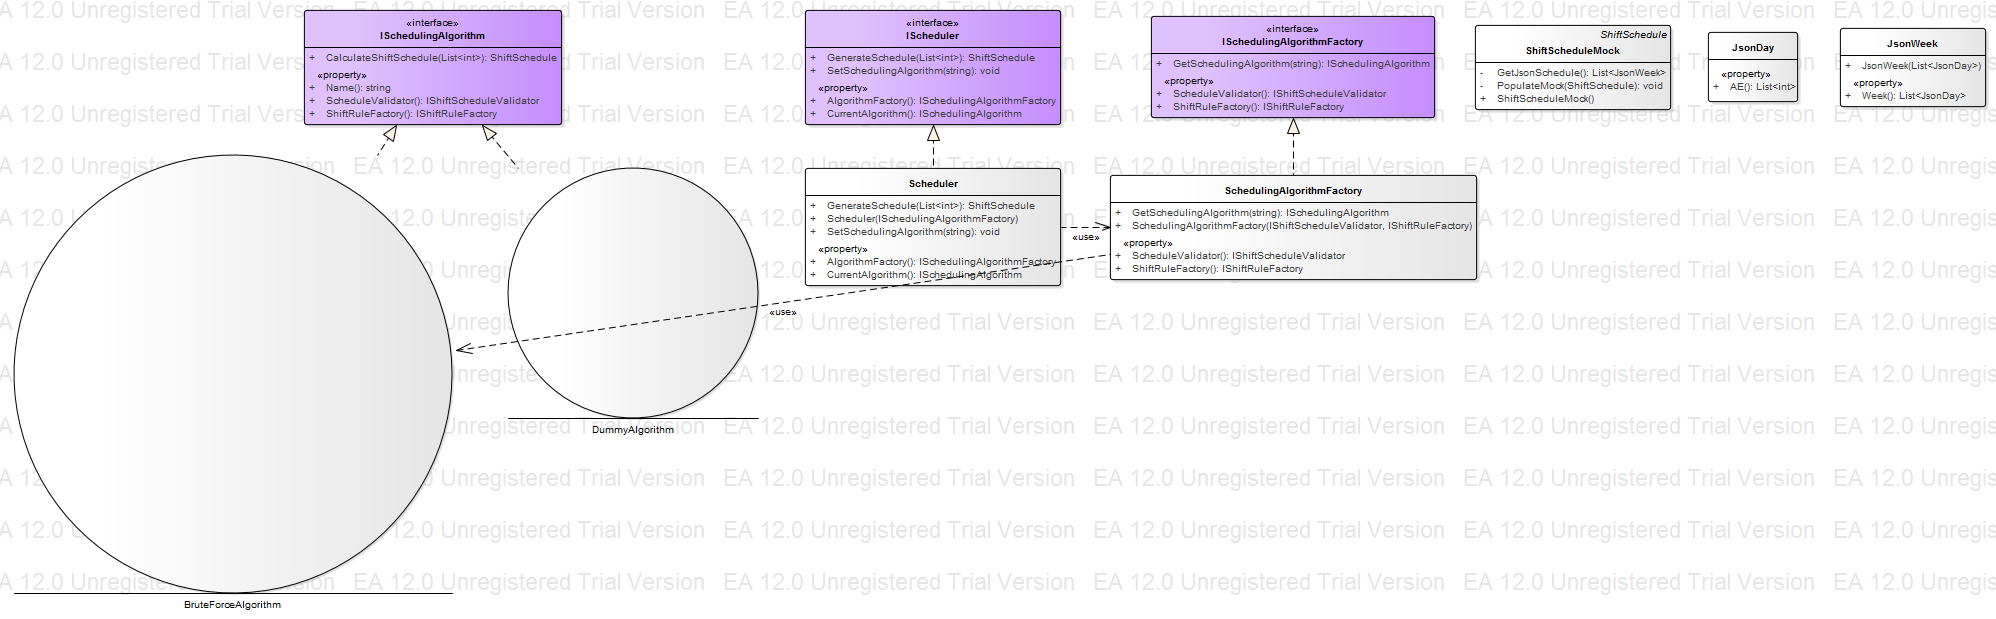 «interface»
ISchedulingAlgorithm
+ CalculateShiftSchedule(List<int>): ShiftSchedule
«property»
+ Name(): string
+ ScheduleValidator(): IShiftScheduleValidator
+ ShiftRuleFactory(): IShiftRuleFactory
«interface»
IScheduler
+ GenerateSchedule(List<int>): ShiftSchedule
+ SetSchedulingAlgorithm(string): void
«property»
+ AlgorithmFactory(): ISchedulingAlgorithmFactory
+ CurrentAlgorithm(): ISchedulingAlgorithm
«interface»
ISchedulingAlgorithmFactory
+ GetSchedulingAlgorithm(string): ISchedulingAlgorithm
«property»
+ ScheduleValidator(): IShiftScheduleValidator
+ ShiftRuleFactory(): IShiftRuleFactory
ShiftSchedule
ShiftScheduleMock
- GetJsonSchedule(): List<JsonWeek>
- PopulateMock(ShiftSchedule): void
+ ShiftScheduleMock()
JsonDay
«property»
+ AE(): List<int>
JsonWeek
+ JsonWeek(List<JsonDay>)
«property»
+ Week(): List<JsonDay>
Scheduler
+ GenerateSchedule(List<int>): ShiftSchedule
+ Scheduler(ISchedulingAlgorithmFactory)
+ SetSchedulingAlgorithm(string): void
«property»
+ AlgorithmFactory(): ISchedulingAlgorithmFactory
+ CurrentAlgorithm(): ISchedulingAlgorithm
«use»
SchedulingAlgorithmFactory
+ GetSchedulingAlgorithm(string): ISchedulingAlgorithm
+ SchedulingAlgorithmFactory(IShiftScheduleValidator, IShiftRuleFactory)
«property»
+ ScheduleValidator(): IShiftScheduleValidator
+ ShiftRuleFactory(): IShiftRuleFactory
«use»
DummyAlgorithm
BruteForceAlgorithm
EA 12.0 Unregistered Trial Version